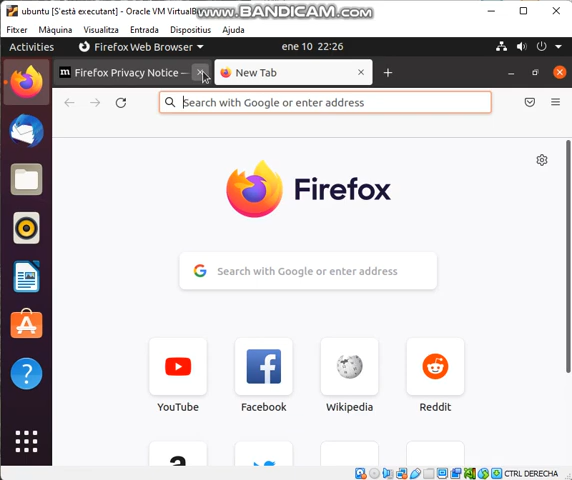 ubuntu [S'està executant] - Oracle VM VirtualB
www.BANDICAM.com
Fitxer Màquina Visualitza Entrada Dispositius Ajuda
Activities Firefox Web Browser ene 10 22:26
m Firefox Privacy Notice — New Tab
Search with Google or enter address
Firefox
G Search with Google or enter address
YouTube Facebook Wikipedia Reddit
a
CTRL DERECHA